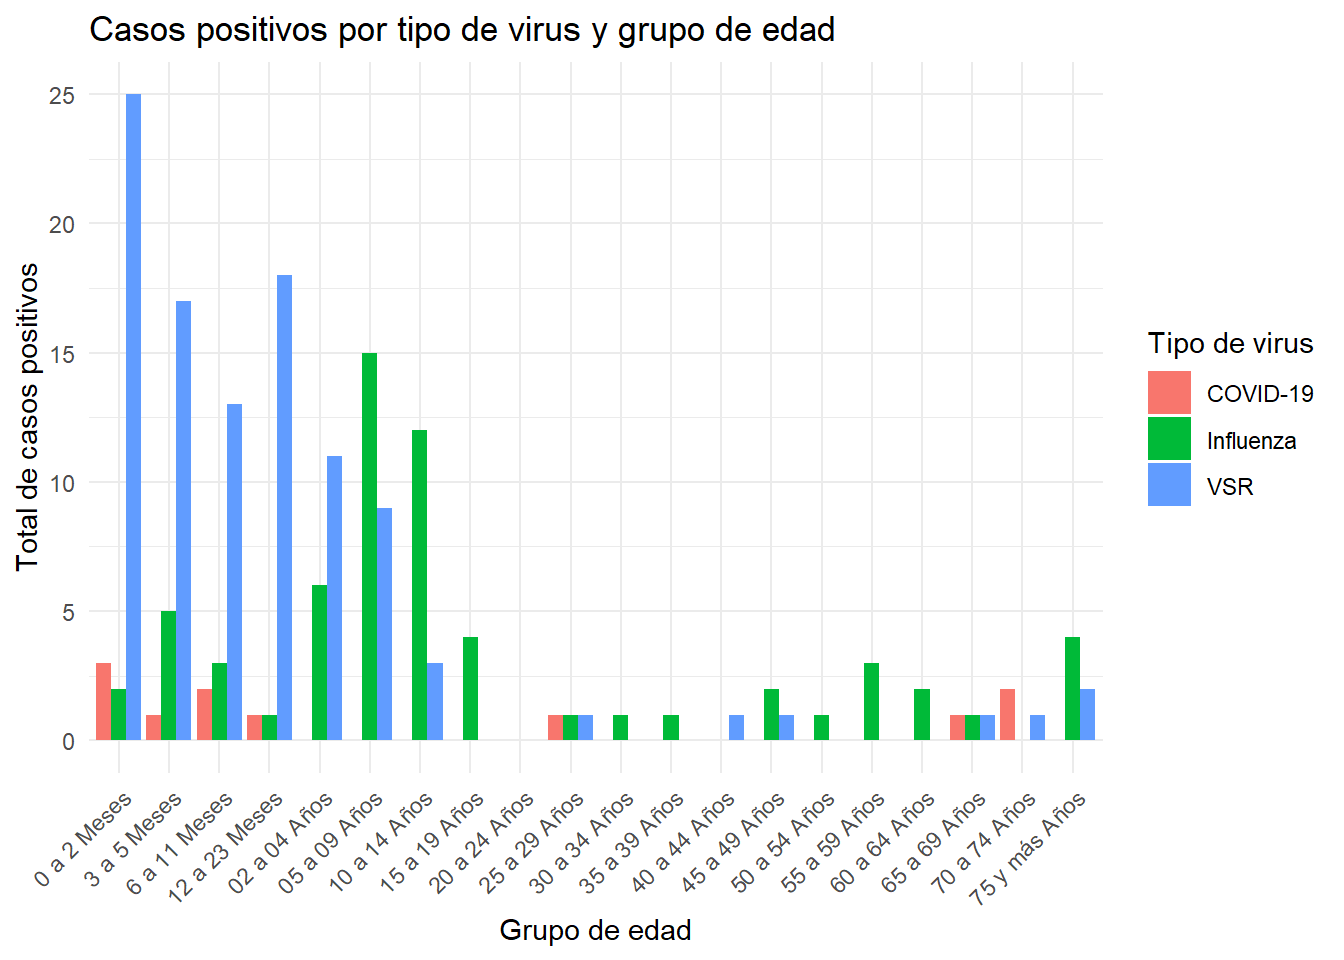 Casos positivos por tipo de virus y grupo de edad
Total de casos positivos
25
20
15
10
5
0
0 a 2 Meses
3 a 5 Meses
6 a 11 Meses
12 a 23 Meses
02 a 04 Años
05 a 09 Años
10 a 14 Años
15 a 19 Años
20 a 24 Años
25 a 29 Años
30 a 34 Años
35 a 39 Años
40 a 44 Años
45 a 49 Años
50 a 54 Años
55 a 59 Años
60 a 64 Años
65 a 69 Años
70 a 74 Años
75 y más Años
Grupo de edad
Tipo de virus
COVID-19
Influenza
VSR